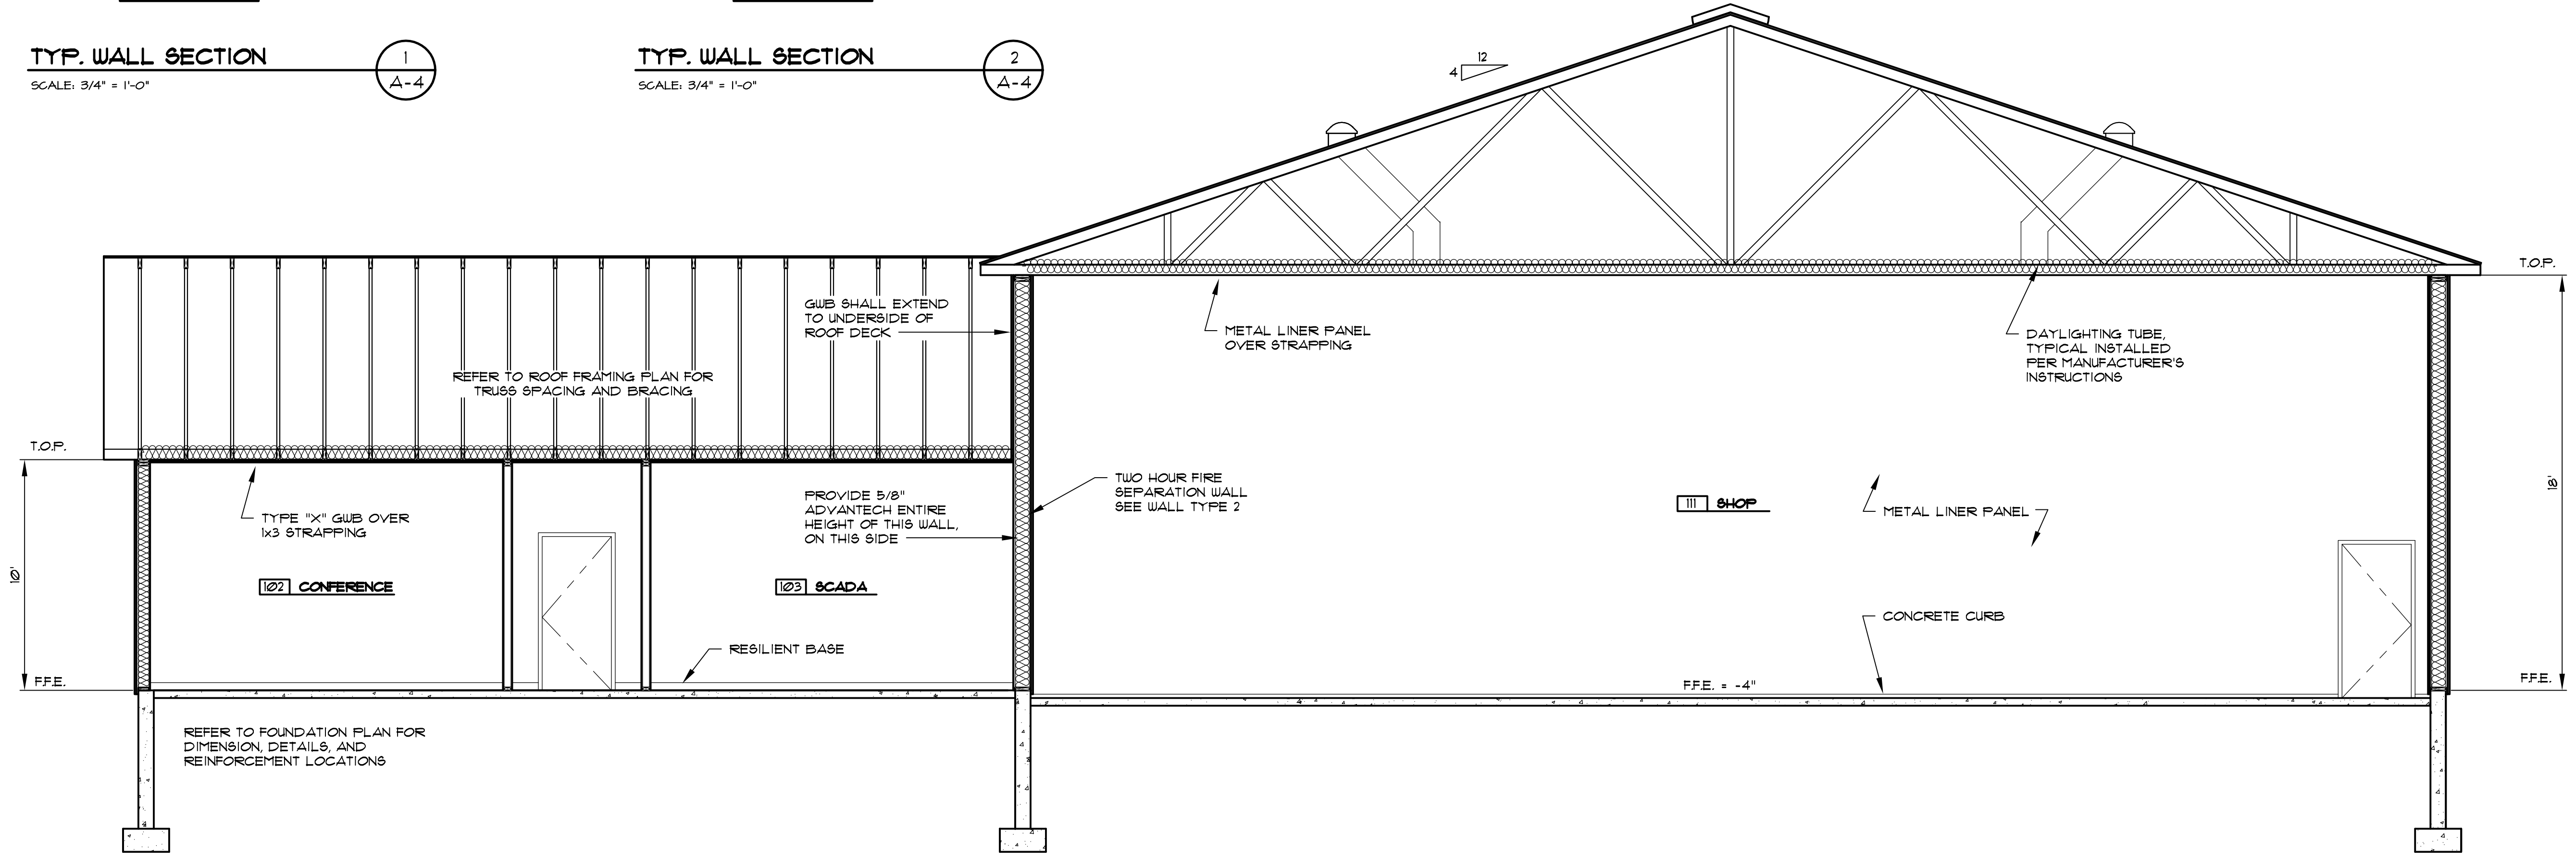 TYP. WALL SECTION
SCALE: 3/4" = 1'-0"
1
A-4
TYP. WALL SECTION
SCALE: 3/4" = 1'-0"
2
A-4
12
4
GWB SHALL EXTEND
TO UNDERSIDE OF
ROOF DECK
REFER TO ROOF FRAMING PLAN FOR
TRUSS SPACING AND BRACING
METAL LINER PANEL
OVER STRAPPING
DAYLIGHTING TUBE,
TYPICAL INSTALLED
PER MANUFACTURER'S
INSTRUCTIONS
T.O.P.
T.O.P.
10'
18'
TYPE "X" GWB OVER
1x3 STRAPPING
PROVIDE 5/8"
ADVANTECH ENTIRE
HEIGHT OF THIS WALL,
ON THIS SIDE
TWO HOUR FIRE
SEPARATION WALL
SEE WALL TYPE 2
111 SHOP
METAL LINER PANEL
102 CONFERENCE
103 SCADA
RESILIENT BASE
CONCRETE CURB
F.F.E.
F.F.E. = -4"
F.F.E.
REFER TO FOUNDATION PLAN FOR
DIMENSION, DETAILS, AND
REINFORCEMENT LOCATIONS